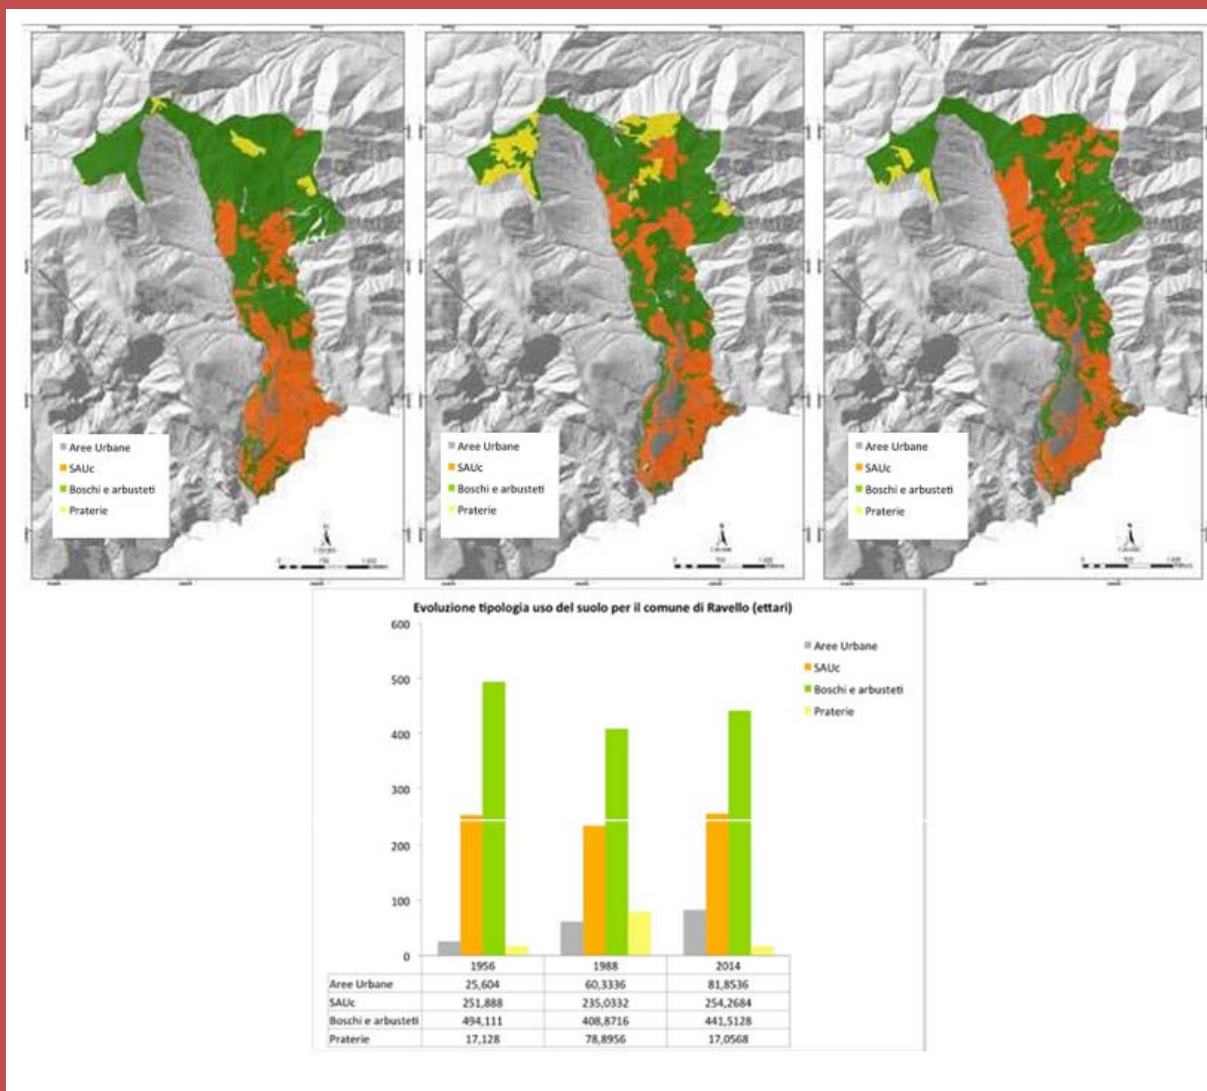 Aree Urbane
SAUc
Boschi e arbusteti
Praterie
Aree Urbane
SAUc
Boschi e arbusteti
Praterie
Aree Urbane
SAUc
Boschi e arbusteti
Praterie
Evoluzione tipologia uso del suolo per il comune di Ravello (ettari)
600
500
400
300
200
100
0
Aree Urbane
SAUc
Boschi e arbusteti
Praterie
1956 1988 2014
Aree Urbane 25,604 60,3336 81,8536
SAUc 251,888 235,0332 254,2684
Boschi e arbusteti 494,111 408,8716 441,5128
Praterie 17,128 78,8956 17,0568